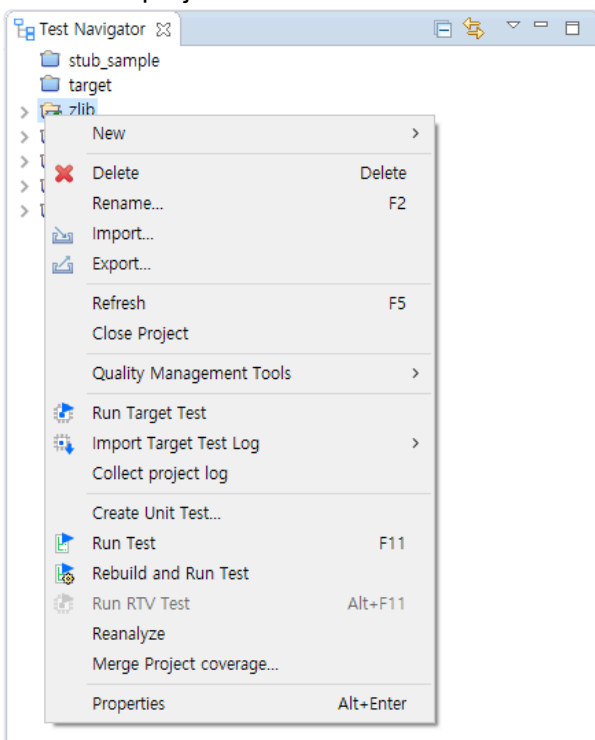 Test Navigator
stub_sample
target
zlib
New
Delete Delete
Rename... F2
Import...
Export...
Refresh F5
Close Project
Quality Management Tools
Run Target Test
Import Target Test Log
Collect project log
Create Unit Test...
Run Test F11
Rebuild and Run Test
Run RTV Test Alt+F11
Reanalyze
Merge Project coverage...
Properties Alt+Enter